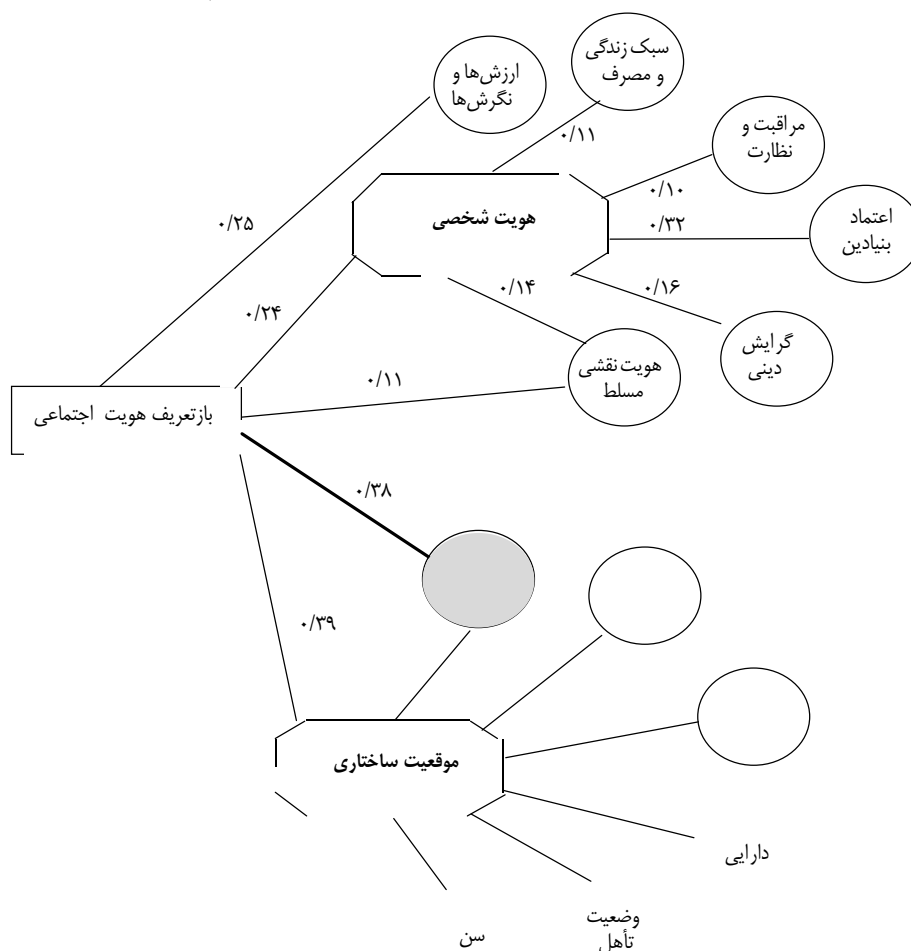 سبک زندگی
و مصرف
ارزش‌ها و
نگرش‌ها
مراقبت و
نظارت
۰/۱۱
۰/۱۰
اعتماد
بنیادین
هویت شخصی
۰/۳۲
۰/۲۵
۰/۱۴
۰/۱۶
۰/۲۴
گرایش
دینی
هویت نقشی
مسلط
۰/۱۱
بازتعریف هویت اجتماعی
۰/۳۸
۰/۳۹
موقعیت ساختاری
دارایی
وضعیت
تأهل
سن